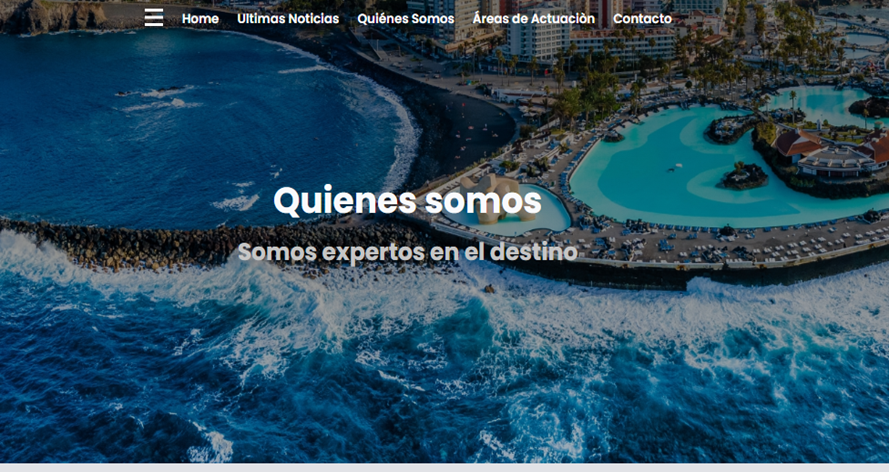 Home Ultimas Noticias Quiénes Somos Áreas de Actuaciòn Contacto
Quienes somos
Somos expertos en el destino